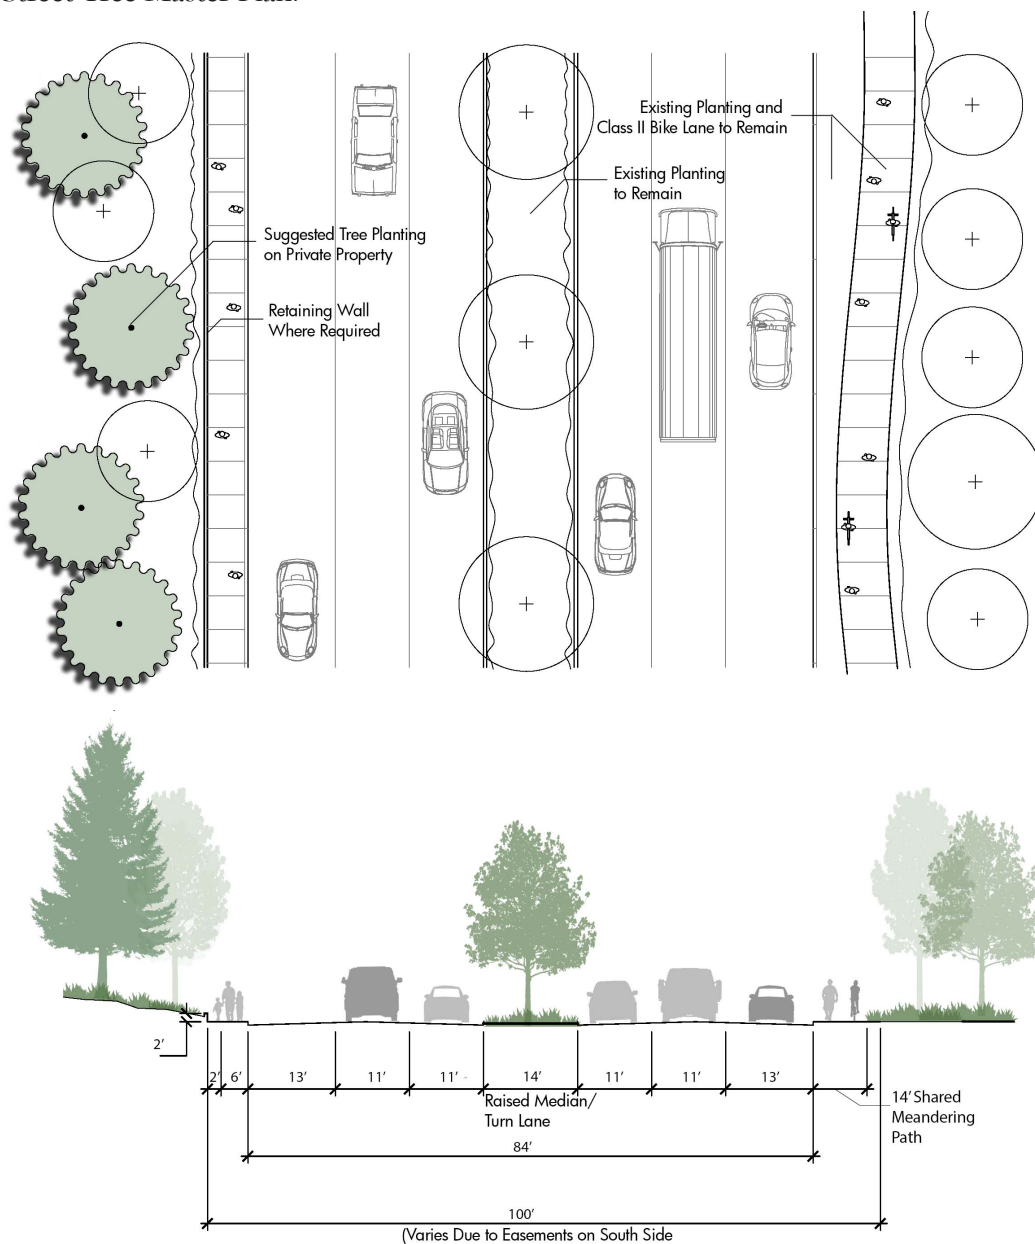 Street Tree Master Plan.
Existing Planting and
Class II Bike Lane to Remain
Existing Planting
to Remain
Suggested Tree Planting
on Private Property
Retaining Wall
Where Required
2'
2' 6' 13' 11' 11' 14' 11' 11' 13'
Raised Median/
Turn Lane
14' Shared
Meandering
Path
84'
100'
(Varies Due to Easements on South Side